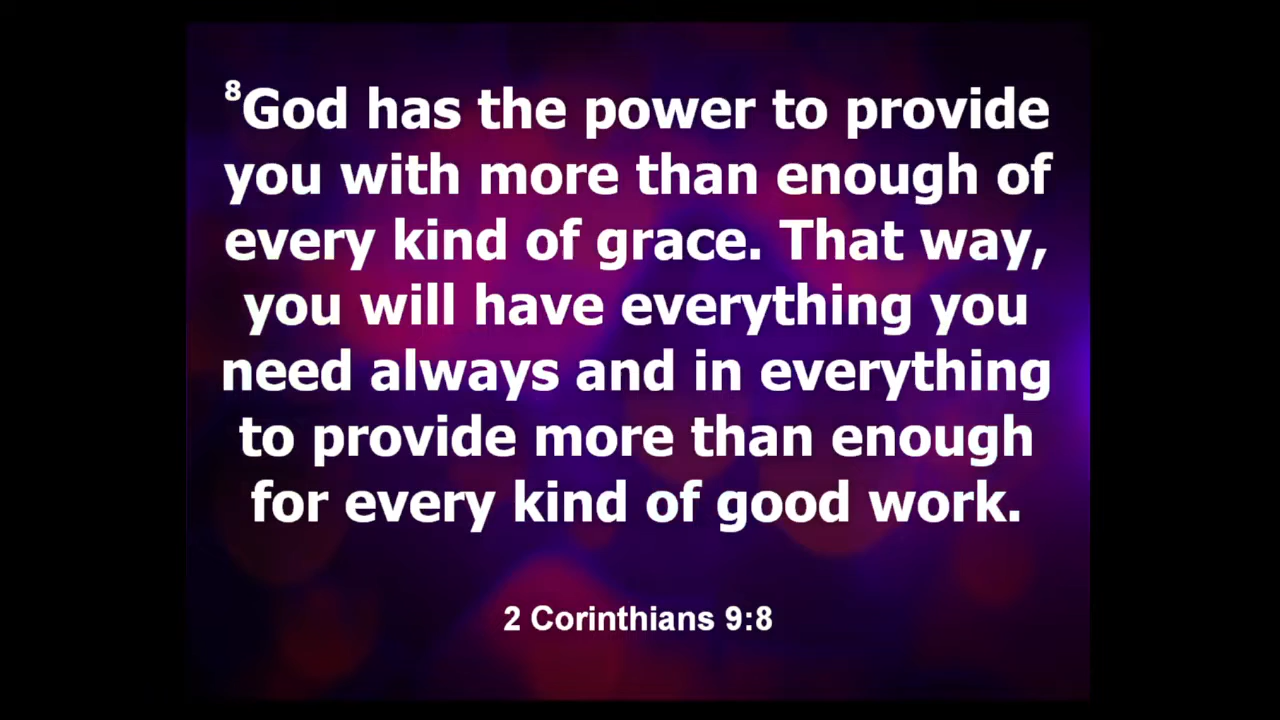 ⁸God has the power to provide
you with more than enough of
every kind of grace. That way,
you will have everything you
need always and in everything
to provide more than enough
for every kind of good work.
2 Corinthians 9:8